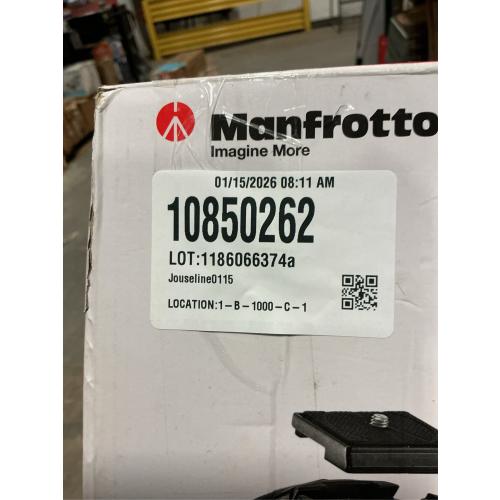 Manfrotto
Imagine More
01/15/2026 08:11 AM
10850262
LOT:1186066374a
Jouseline0115
LOCATION:1-B-1000-C-1